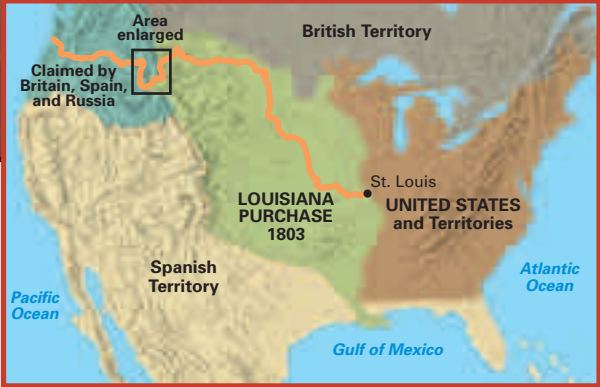 Area
enlarged
British Territory
Claimed by
Britain, Spain,
and Russia
St. Louis
LOUISIANA
PURCHASE
1803
UNITED STATES
and Territories
Spanish
Territory
Pacific
Ocean
Atlantic
Ocean
Gulf of Mexico